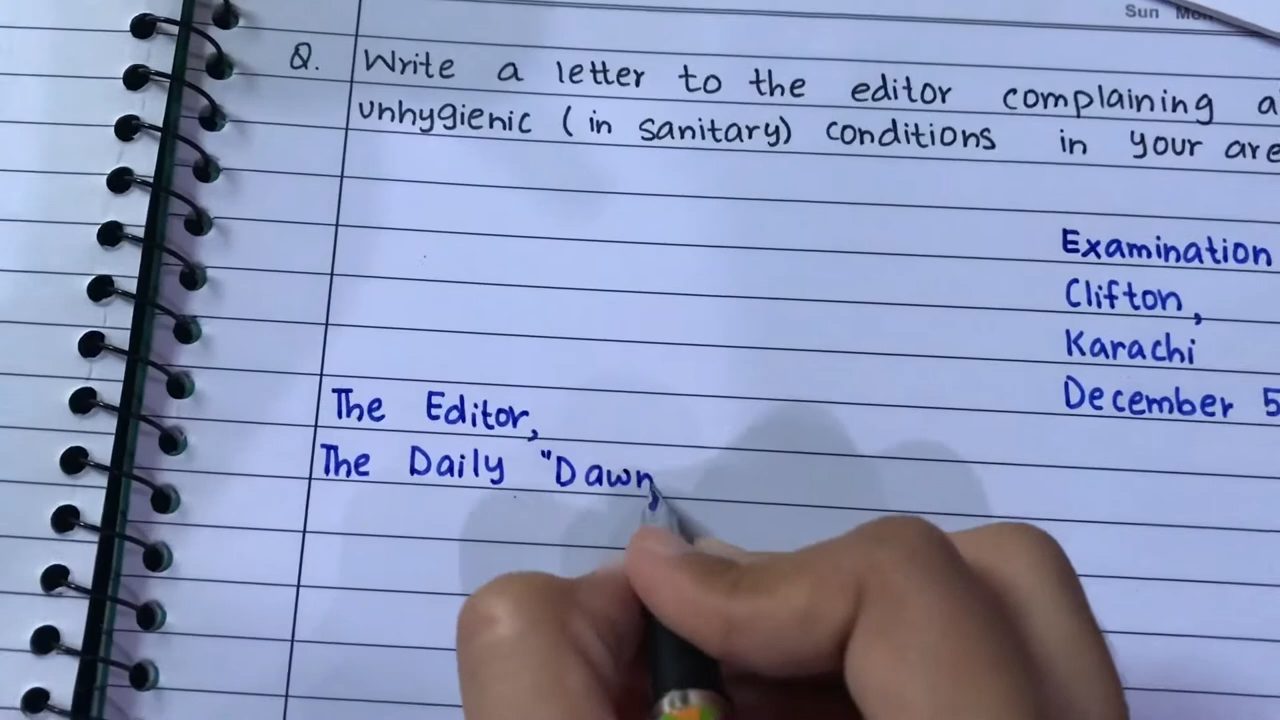 Sun Mon
Q. Write a letter to the editor complaining
unhygienic (in sanitary) conditions in your
Examination
Clifton,
Karachi
December 5
The Editor,
The Daily "Dawn,